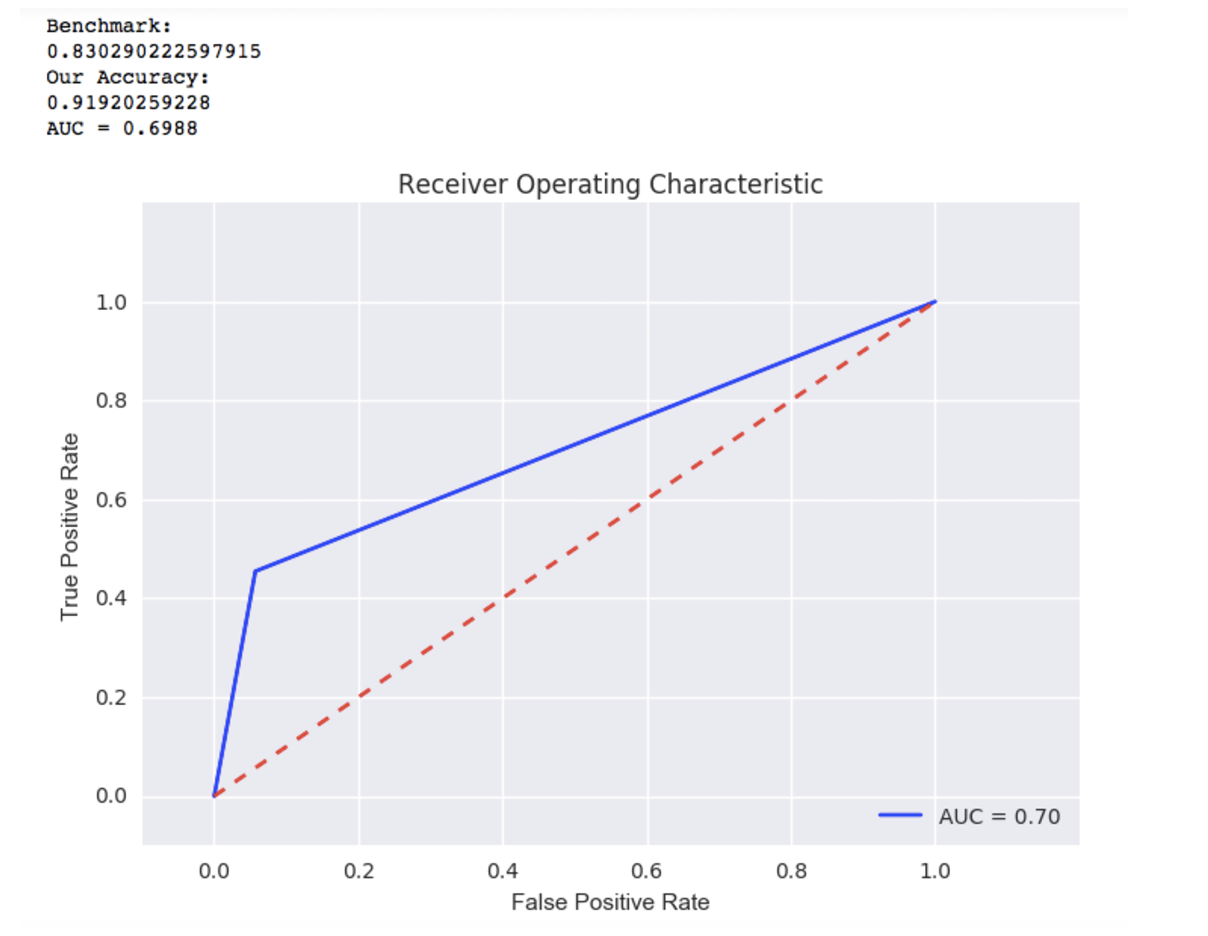 Benchmark:
0.830290222597915
Our Accuracy:
0.91920259228
AUC = 0.6988
Receiver Operating Characteristic
1.0
0.8
0.6
0.4
0.2
0.0
True Positive Rate
AUC = 0.70
0.0 0.2 0.4 0.6 0.8 1.0
False Positive Rate